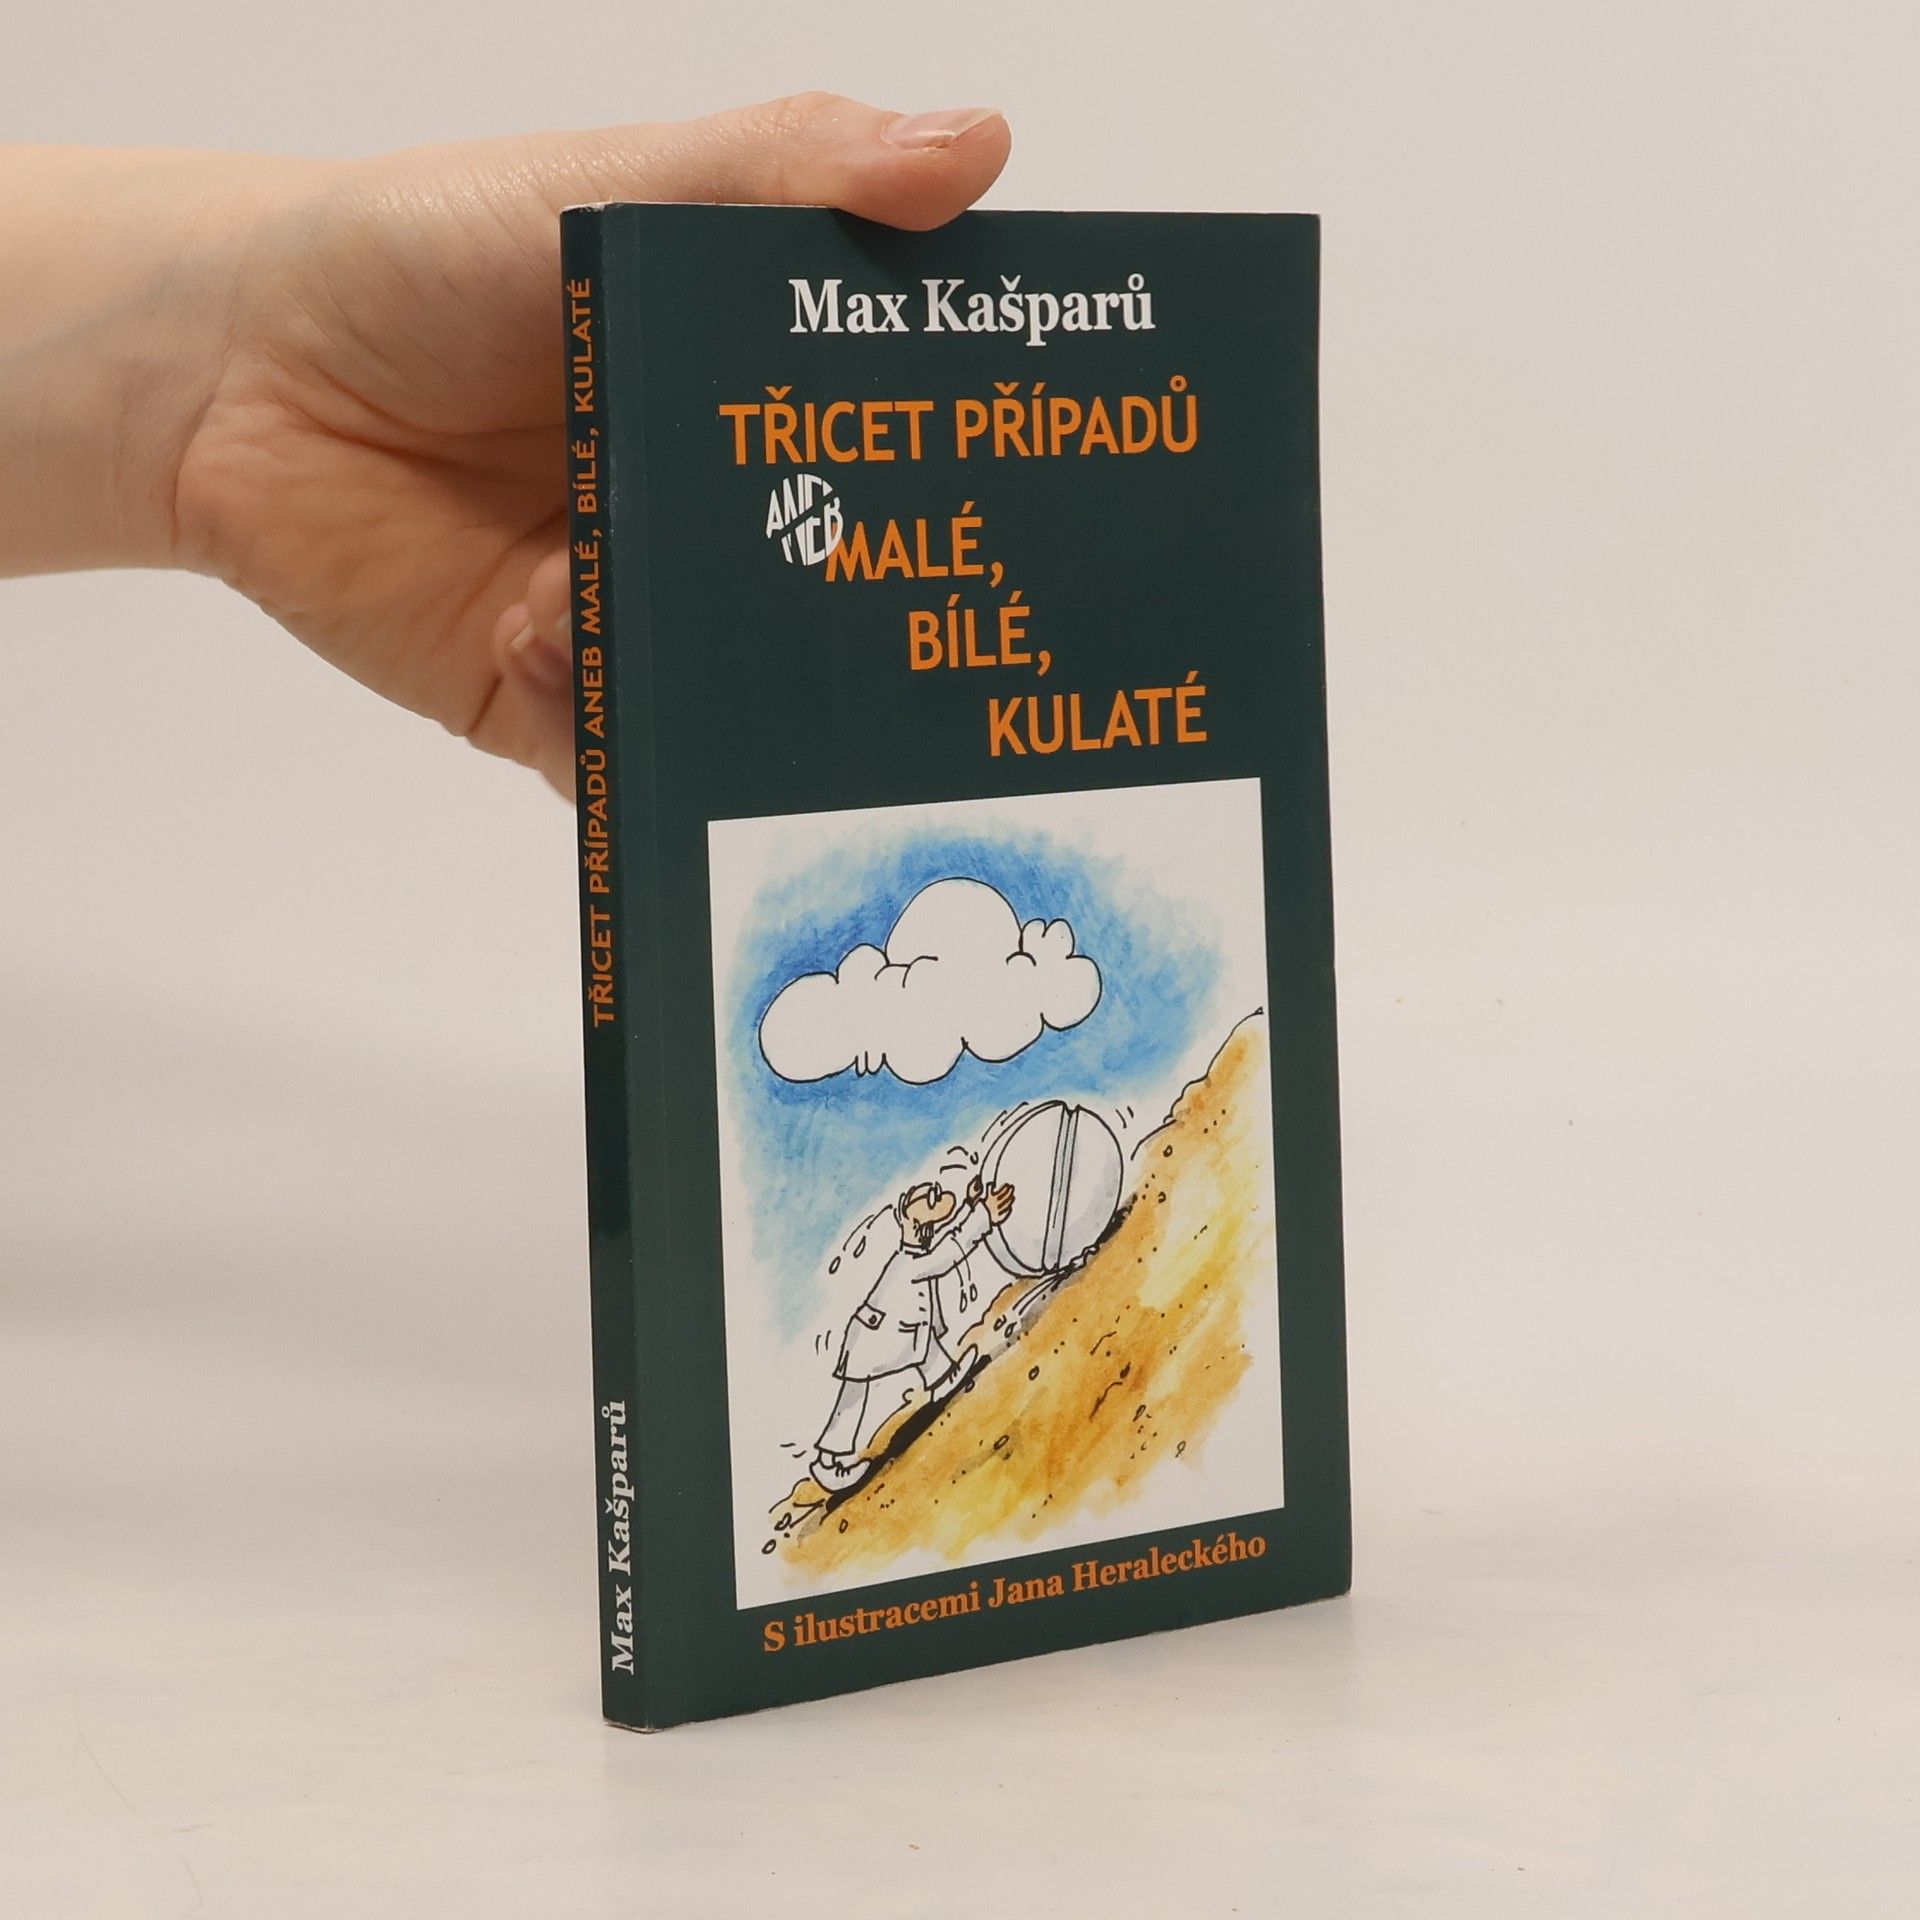 Max Kašparů
TŘICET PŘÍPADŮ
ANEB
MALÉ,
BÍLÉ,
KULATÉ
S ilustracemi Jana Heraleckého
Max Kašparů
TŘICET PŘÍPADŮ ANEB MALÉ, BÍLÉ, KULATÉ